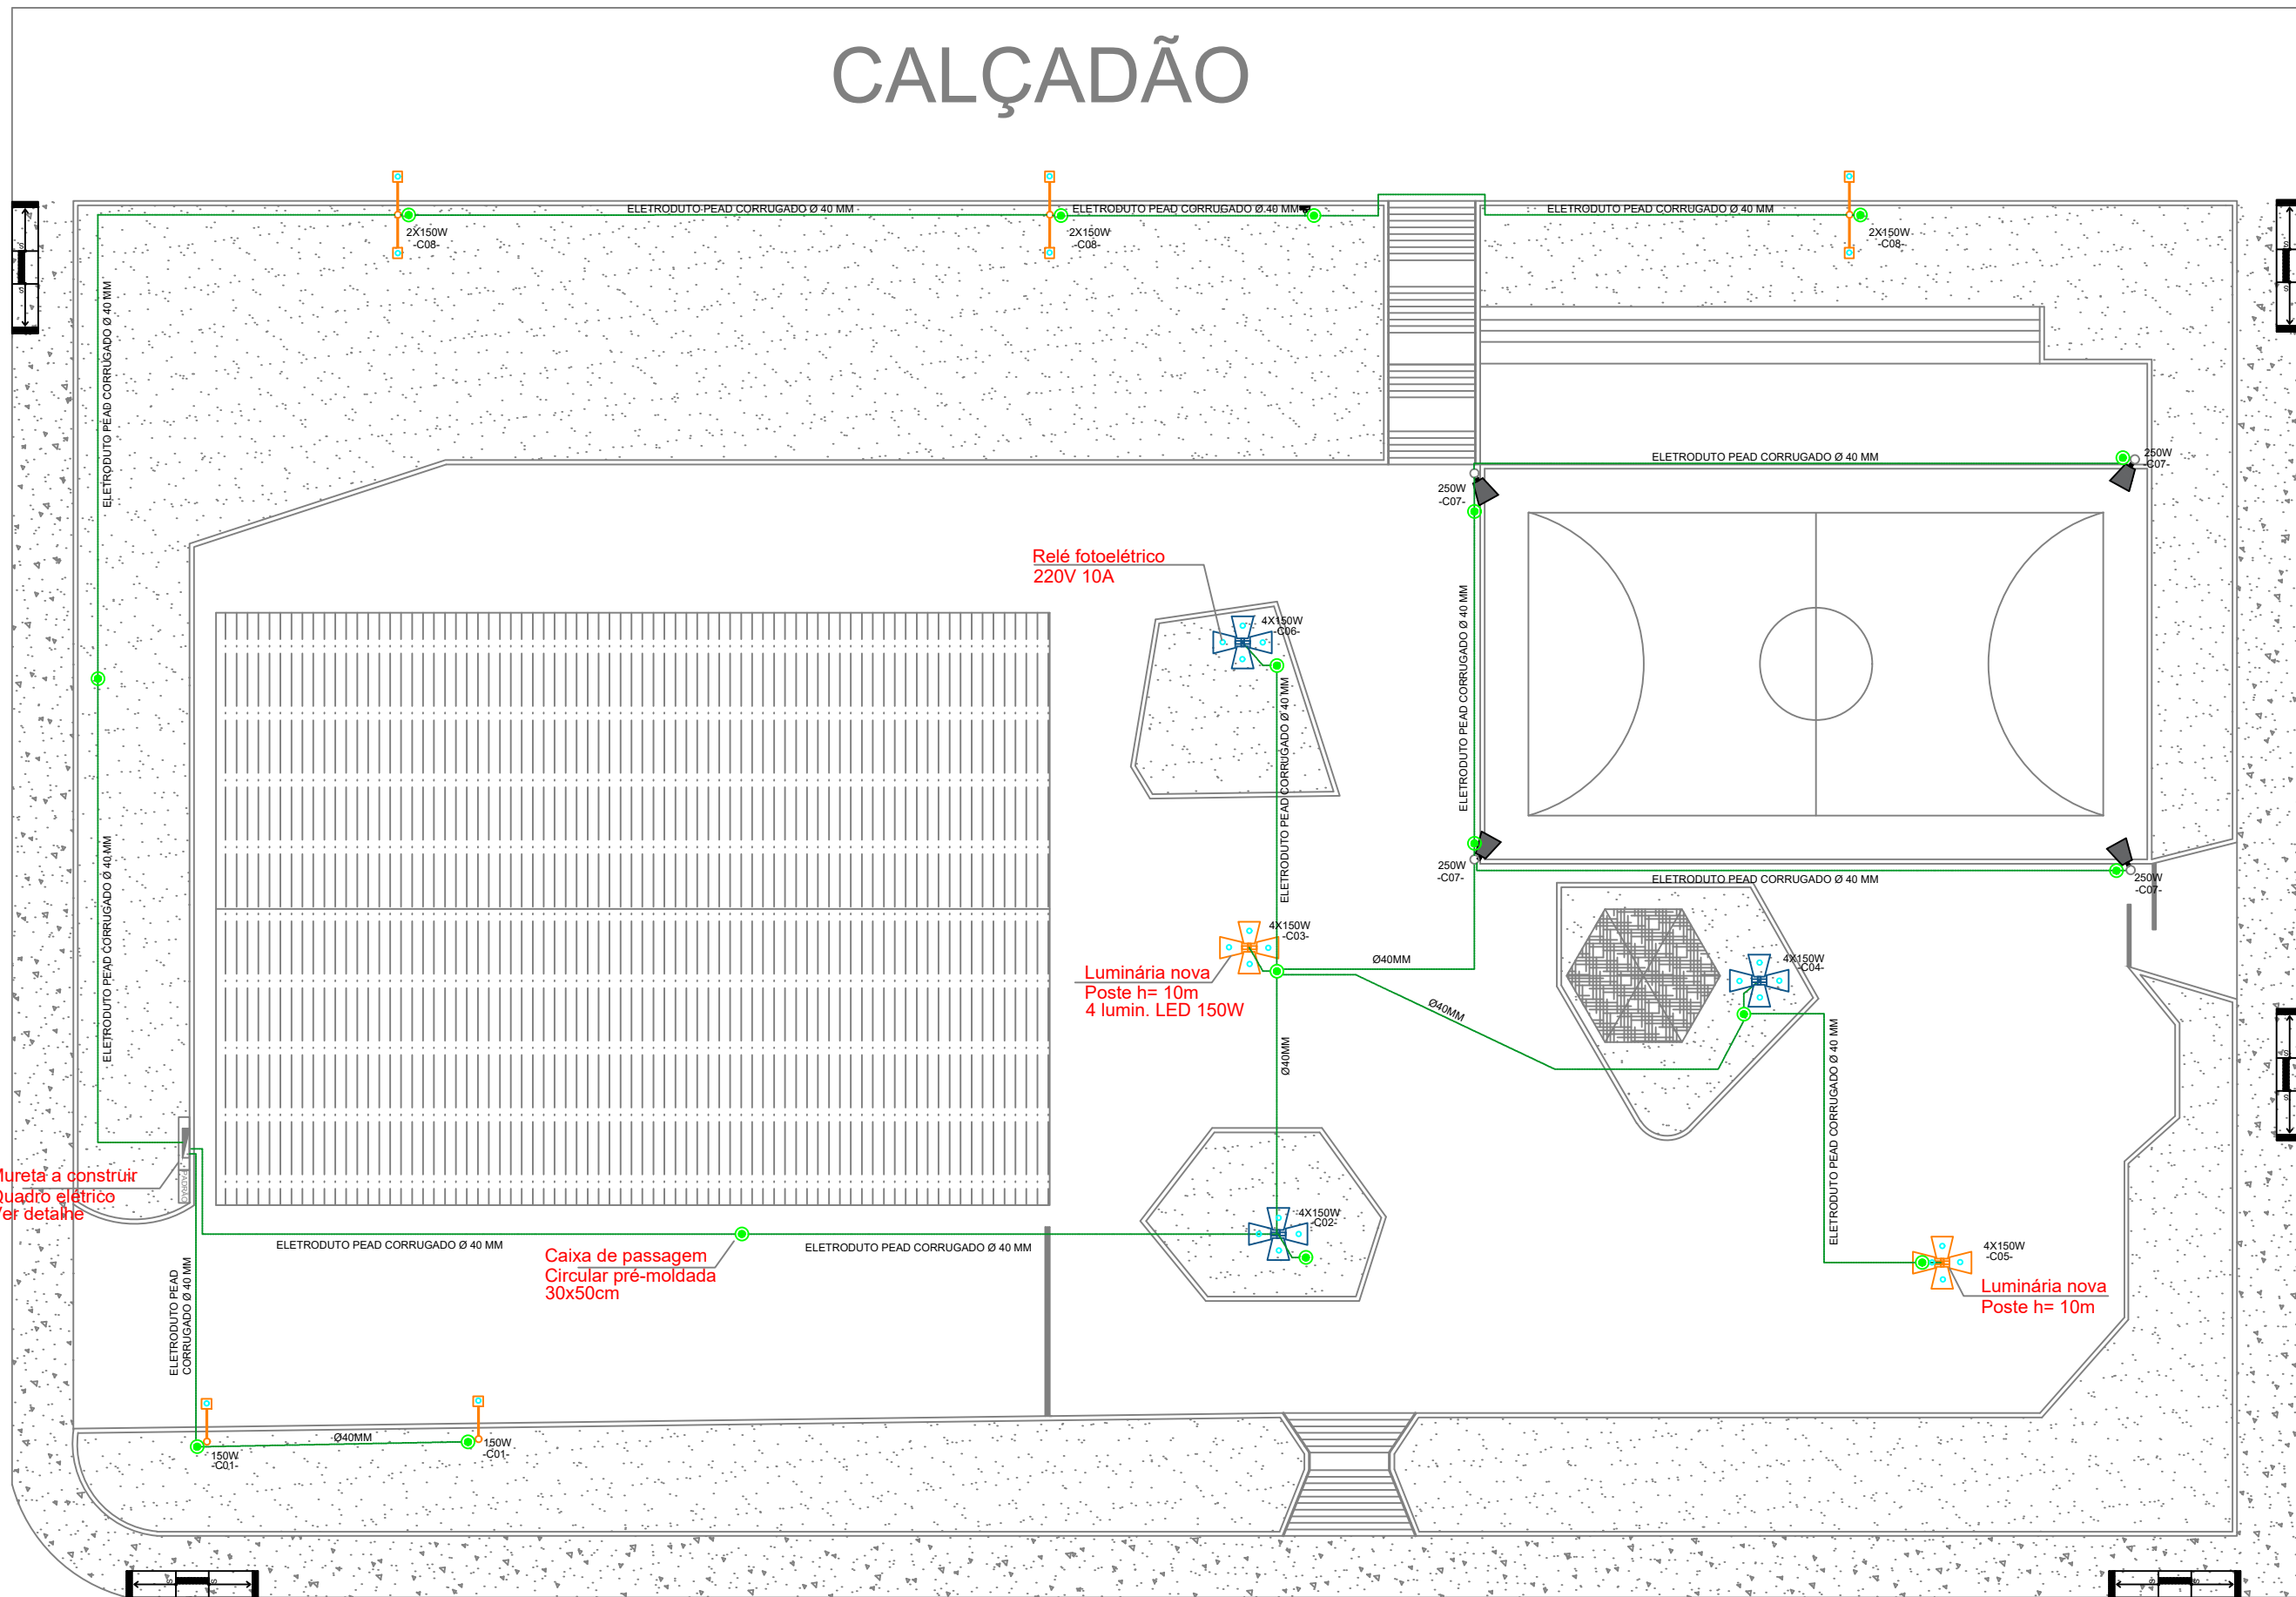 CALÇADÃO
ELETRODUTO PEAD CORRUGADO Ø 40 MM
ELETRODUTO PEAD CORRUGADO Ø 40 MM
ELETRODUTO PEAD CORRUGADO Ø 40 MM
2X150W
-C08-
2X150W
-C08-
2X150W
-C08-
ELETRODUTO PEAD CORRUGADO Ø 40 MM
ELETRODUTO PEAD CORRUGADO Ø 40 MM
250W
-C07-
250W
-C07-
Relé fotoelétrico
220V 10A
4X150W
-C06-
ELETRODUTO PEAD CORRUGADO Ø 40 MM
ELETRODUTO PEAD CORRUGADO Ø 40 MM
250W
-C07-
ELETRODUTO PEAD CORRUGADO Ø 40 MM
250W
-C07-
ELETRODUTO PEAD CORRUGADO Ø 40 MM
4X150W
-C03-
Ø40MM
4X150W
-C04-
Luminária nova
Poste h= 10m
4 lumin. LED 150W
Ø40MM
Ø40MM
ELETRODUTO PEAD CORRUGADO Ø 40 MM
Mureta a construir
Quadro elétrico
Ver detalhe
PADRÃO
4X150W
-C02-
ELETRODUTO PEAD CORRUGADO Ø 40 MM
Caixa de passagem
Circular pré-moldada
30x50cm
ELETRODUTO PEAD CORRUGADO Ø 40 MM
4X150W
-C05-
Luminária nova
Poste h= 10m
ELETRODUTO PEAD
CORRUGADO Ø 40 MM
Ø40MM
150W
-C01-
150W
-C01-
S
S
S
S
S
S
S
S
S
S